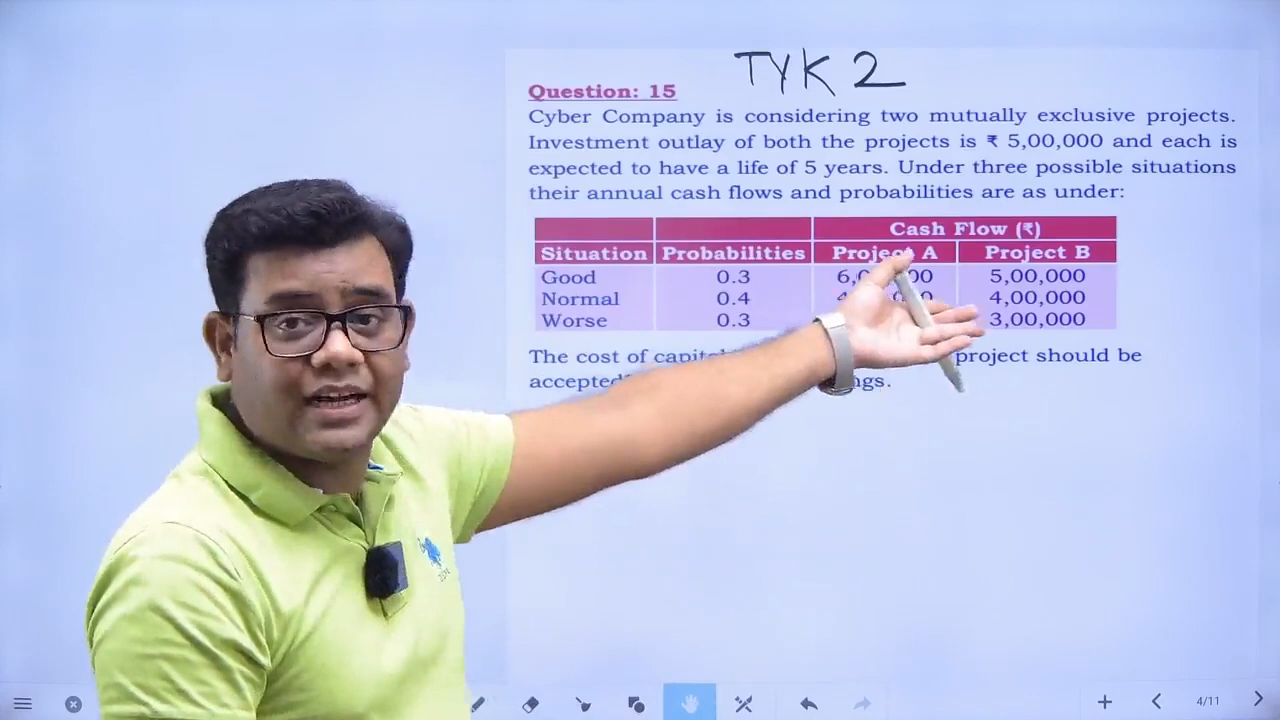 TYK 2
Question: 15
Cyber Company is considering two mutually exclusive projects.
Investment outlay of both the projects is ₹ 5,00,000 and each is
expected to have a life of 5 years. Under three possible situations
their annual cash flows and probabilities are as under:
Cash Flow (₹)
Situation Probabilities Project A Project B
Good 0.3 5,00,000
Normal 0.4 4,00,000
Worse 0.3 3,00,000
The cost of project should be
accepted
4/11